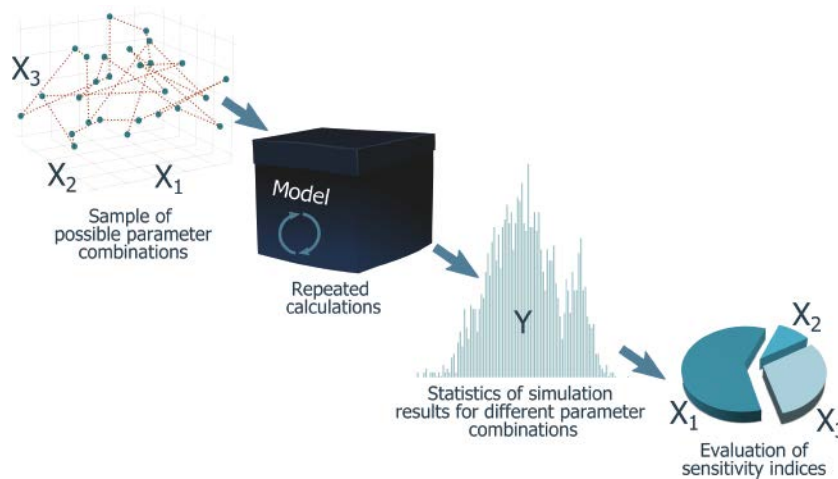 X₃
X₂
X₁
Sample of
possible parameter
combinations
Model
Repeated
calculations
Y
Statistics of simulation
results for different parameter
combinations
X₂
X₁
X₃
Evaluation of
sensitivity indices